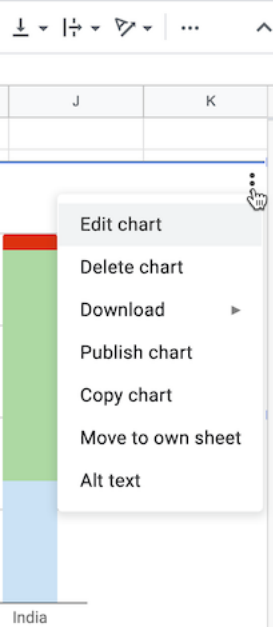 J K
Edit chart
Delete chart
Download
Publish chart
Copy chart
Move to own sheet
Alt text
India